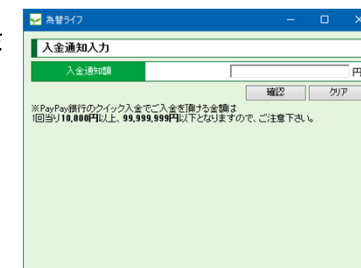 為替ライフ
入金通知入力
入金通知額
円
確認 クリア
※PayPay銀行のクイック入金でご入金を頂ける金額は
1回当り10,000円以上、99,999,999円以下となりますので、ご注意下さい。